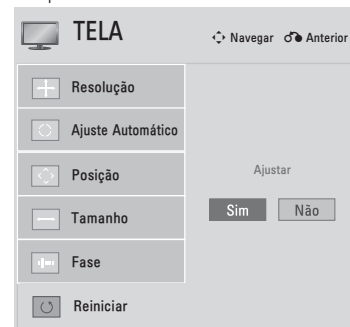 TELA
Navegar Anterior
Resolução
Ajuste Automático
Posição
Tamanho
Fase
Reiniciar
Ajustar
Sim Não